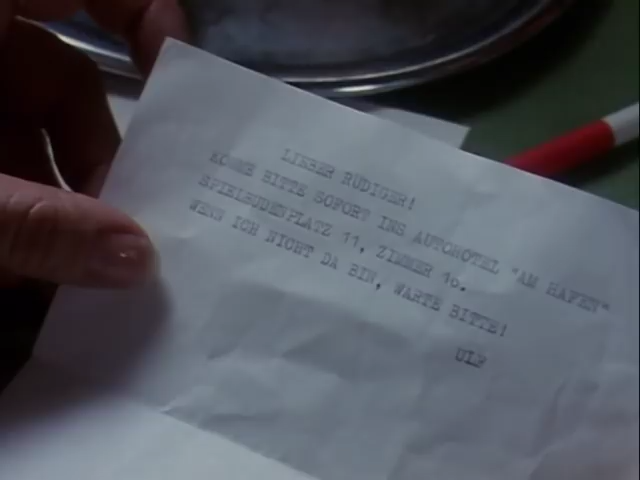 LIEBER RÜDIGER!
KOMME BITTE SOFORT INS AUTOHOTEL "AM HAFEN"
SPIELBUDENPLATZ 11, ZIMMER 10.
WENN ICH NICHT DA BIN, WARTE BITTE!
ULF